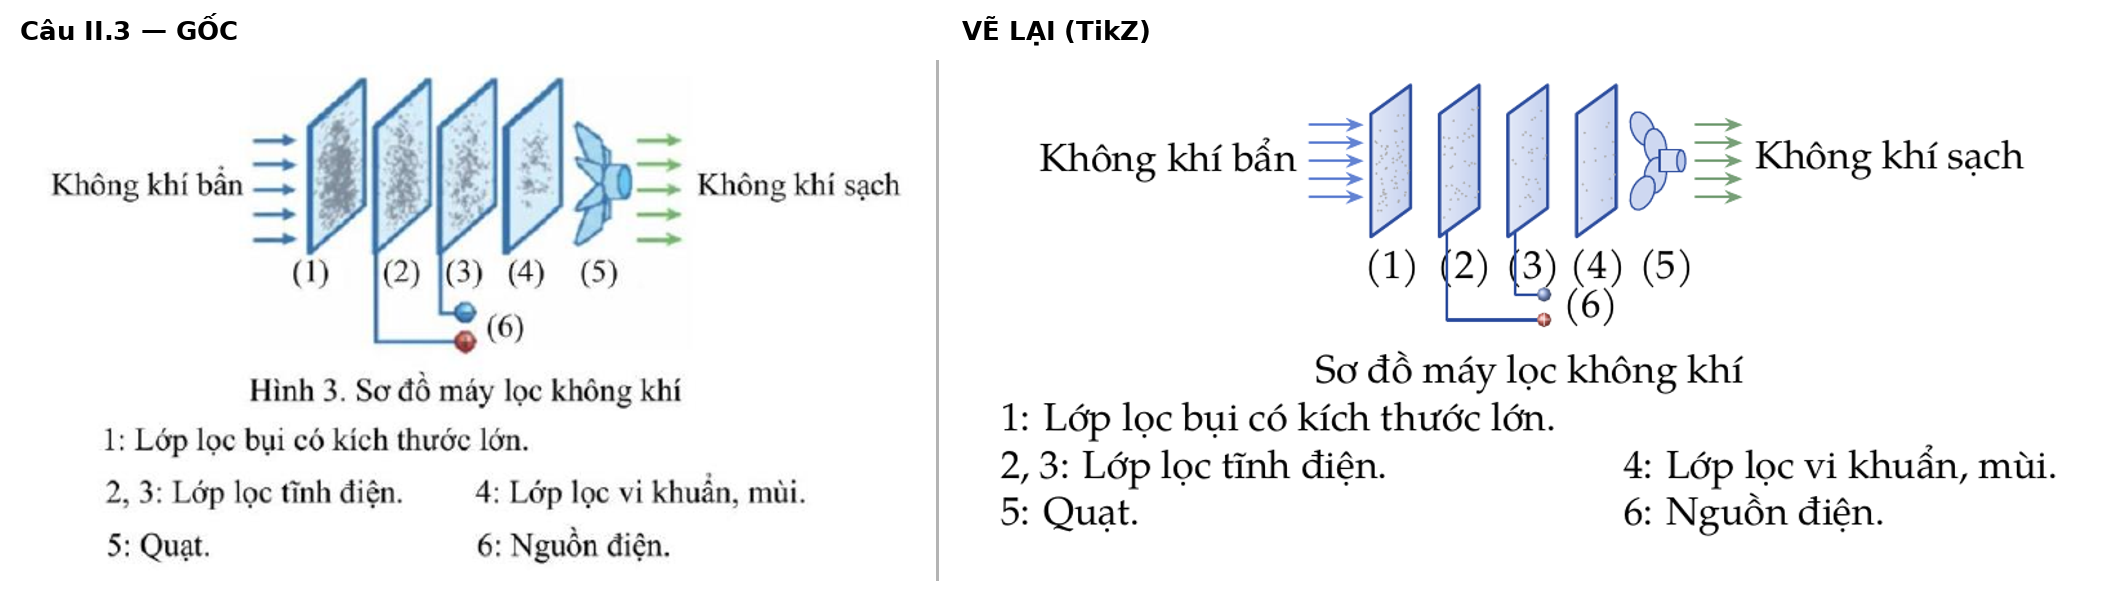 Câu II.3 — GỐC
Không khí bẩn
Không khí sạch
(1) (2) (3) (4) (5)
(6)
Hình 3. Sơ đồ máy lọc không khí
1: Lớp lọc bụi có kích thước lớn.
2, 3: Lớp lọc tĩnh điện. 4: Lớp lọc vi khuẩn, mùi.
5: Quạt. 6: Nguồn điện.
VẼ LẠI (TikZ)
Không khí bẩn
Không khí sạch
(1) (2) (3) (4) (5)
(6)
Sơ đồ máy lọc không khí
1: Lớp lọc bụi có kích thước lớn.
2, 3: Lớp lọc tĩnh điện. 4: Lớp lọc vi khuẩn, mùi.
5: Quạt. 6: Nguồn điện.